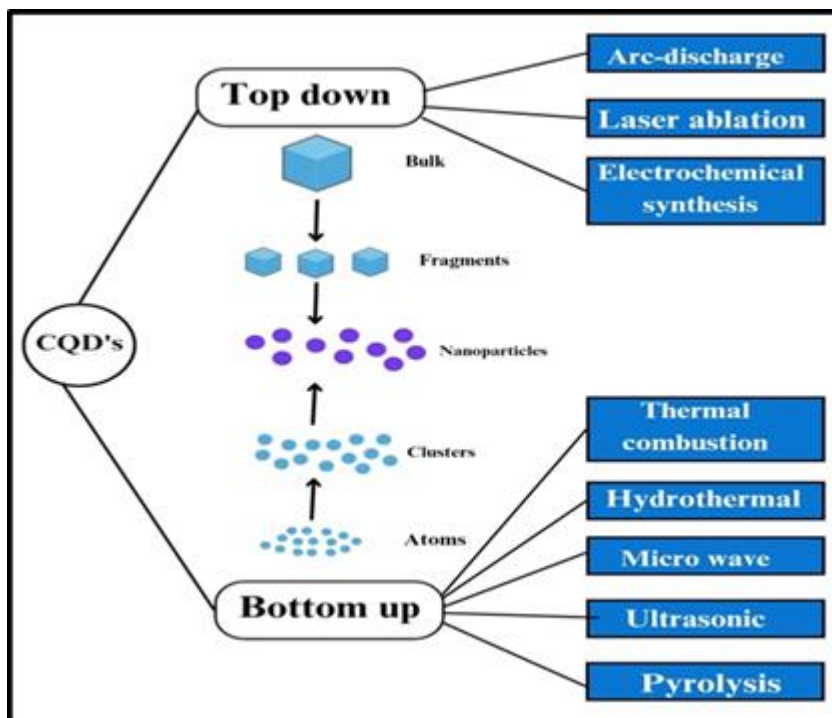 Top down
Arc-discharge
Laser ablation
Electrochemical
synthesis
Bulk
Fragments
CQD's
Nanoparticles
Clusters
Atoms
Bottom up
Thermal
combustion
Hydrothermal
Micro wave
Ultrasonic
Pyrolysis